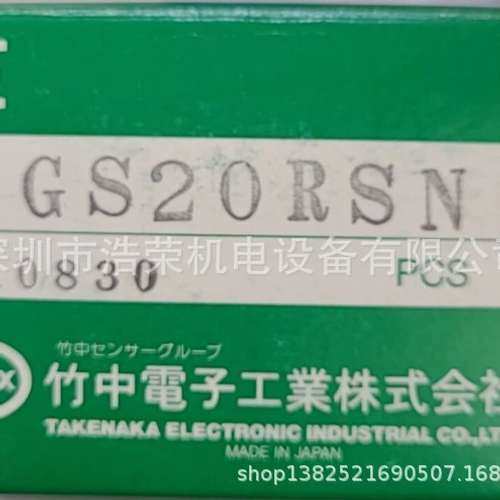 GS20RSN
深圳市浩荣机电设备有限公司
0830
PCS
竹中センサーグループ
竹中電子工業株式会社
TAKENAKA ELECTRONIC INDUSTRIAL CO.,LT
MADE IN JAPAN
shop1382521690507.168